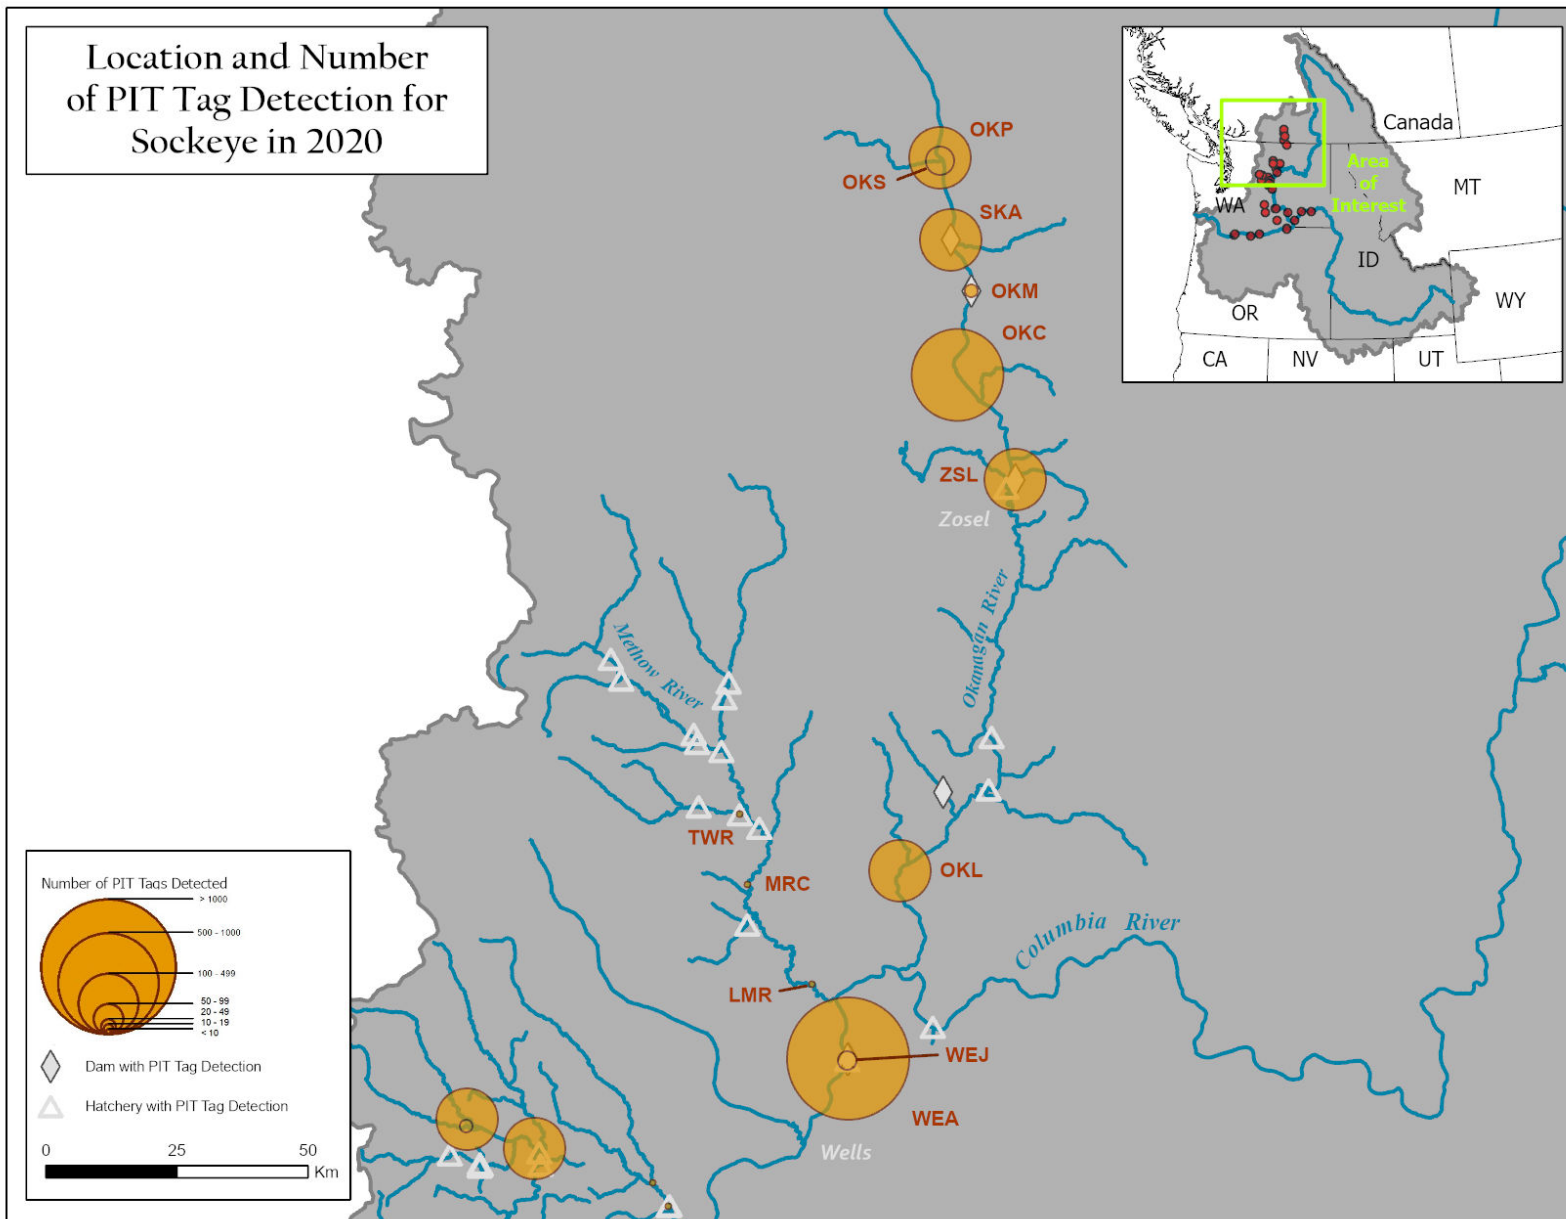 Location and Number
of PIT Tag Detection for
Sockeye in 2020
Canada
Area
of
Interest
MT
WA
ID
OR
WY
CA
NV
UT
OKP
OKS
SKA
OKM
OKC
ZSL
Zosel
Okanagan River
Methow River
TWR
MRC
OKL
Columbia River
LMR
WEJ
WEA
Wells
Number of PIT Tags Detected
> 1000
500 - 1000
100 - 499
50 - 99
20 - 49
10 - 19
< 10
Dam with PIT Tag Detection
Hatchery with PIT Tag Detection
0 25 50
Km